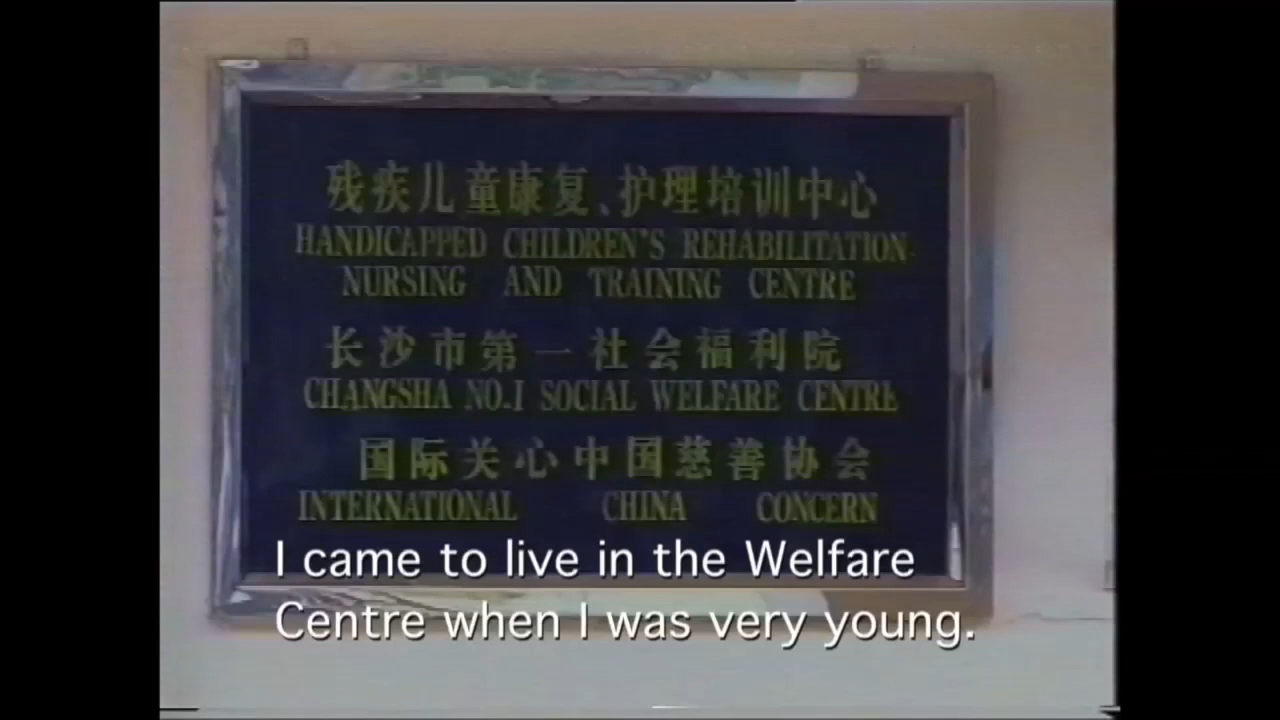 残疾儿童康复、护理培训中心
HANDICAPPED CHILDREN'S REHABILITATION·
NURSING AND TRAINING CENTRE
长沙市第一社会福利院
CHANGSHA NO.1 SOCIAL WELFARE CENTRE
国际关心中国慈善协会
INTERNATIONAL CHINA CONCERN
I came to live in the Welfare
Centre when I was very young.